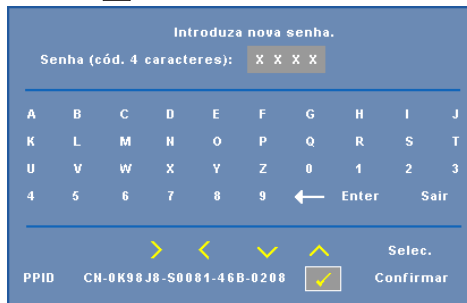 Introduza nova senha.
Senha (cód. 4 caracteres): X X X X
A B C D E F G H I J
K L M N O P Q R S T
U V W X Y Z 0 1 2 3
4 5 6 7 8 9 Enter Sair
Selec.
PPID CN-0K98J8-S0081-46B-0208 Confirmar